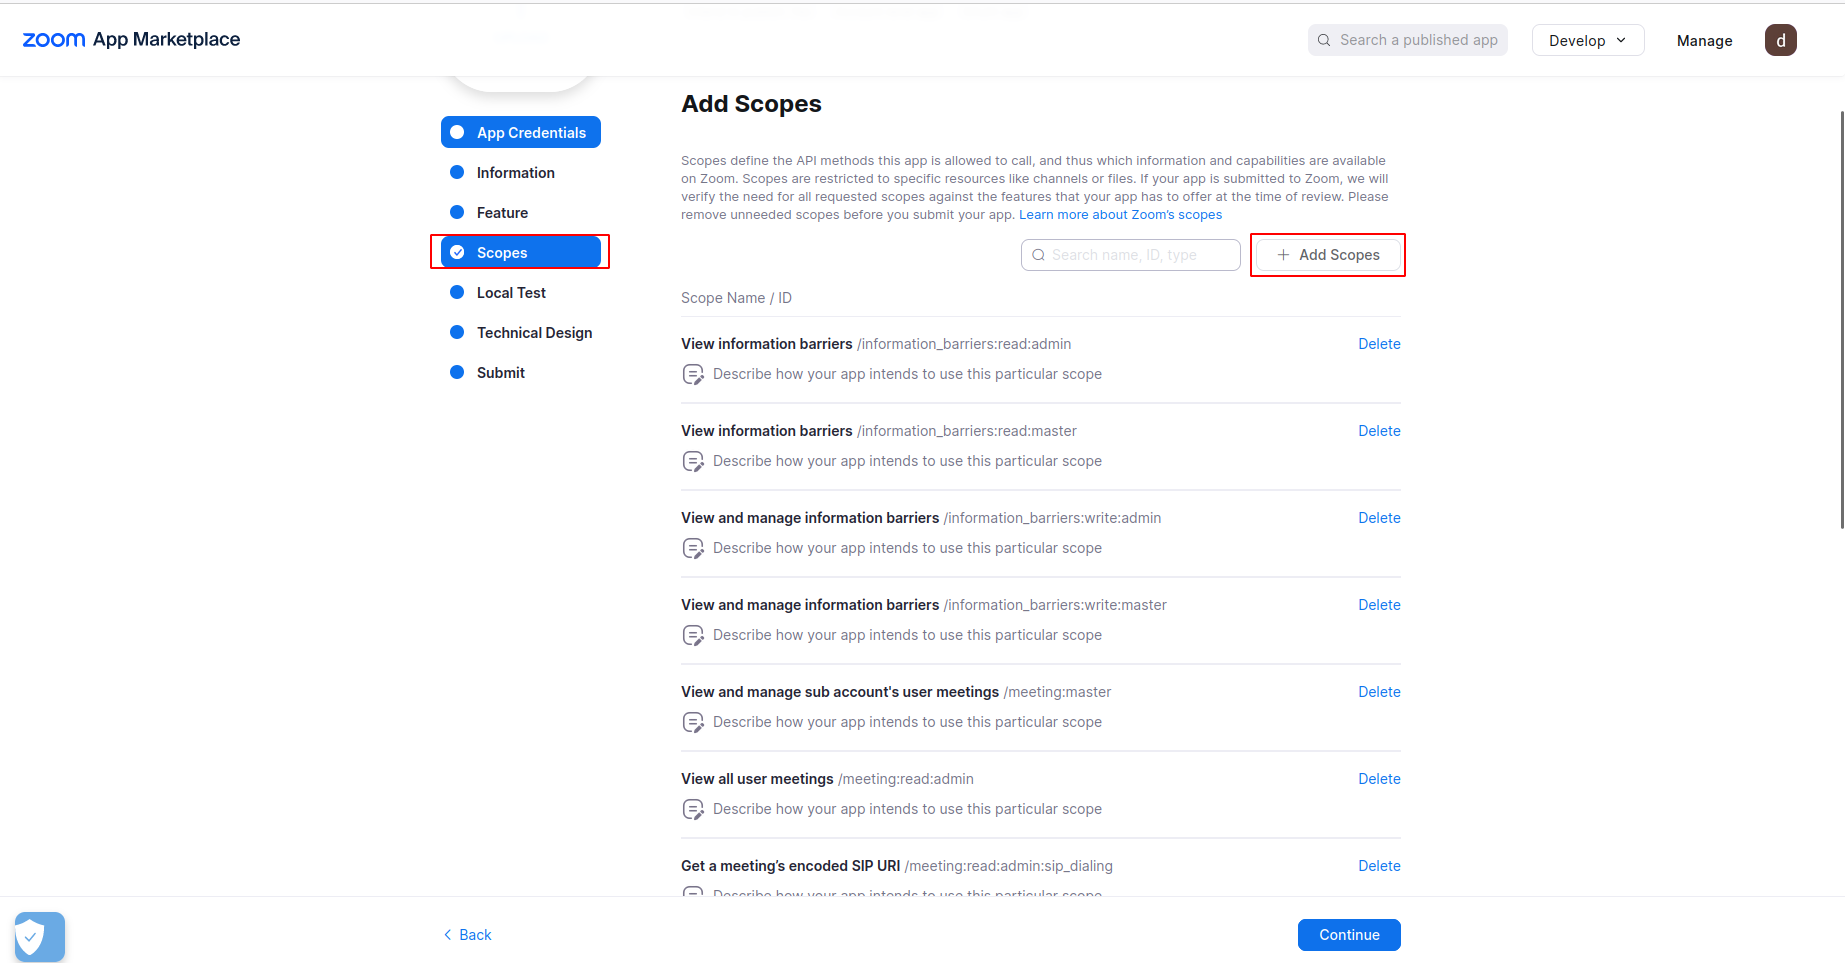 zoom App Marketplace
Search a published app
Develop
Manage
d
App Credentials
Information
Feature
Scopes
Local Test
Technical Design
Submit
Add Scopes
Scopes define the API methods this app is allowed to call, and thus which information and capabilities are available
on Zoom. Scopes are restricted to specific resources like channels or files. If your app is submitted to Zoom, we will
verify the need for all requested scopes against the features that your app has to offer at the time of review. Please
remove unneeded scopes before you submit your app. Learn more about Zoom's scopes
Search name, ID, type
+ Add Scopes
Scope Name / ID
View information barriers /information_barriers:read:admin Delete
Describe how your app intends to use this particular scope
View information barriers /information_barriers:read:master Delete
Describe how your app intends to use this particular scope
View and manage information barriers /information_barriers:write:admin Delete
Describe how your app intends to use this particular scope
View and manage information barriers /information_barriers:write:master Delete
Describe how your app intends to use this particular scope
View and manage sub account's user meetings /meeting:master Delete
Describe how your app intends to use this particular scope
View all user meetings /meeting:read:admin Delete
Describe how your app intends to use this particular scope
Get a meeting’s encoded SIP URI /meeting:read:admin:sip_dialing Delete
Describe how your app intends to use this particular scope
Back
Continue